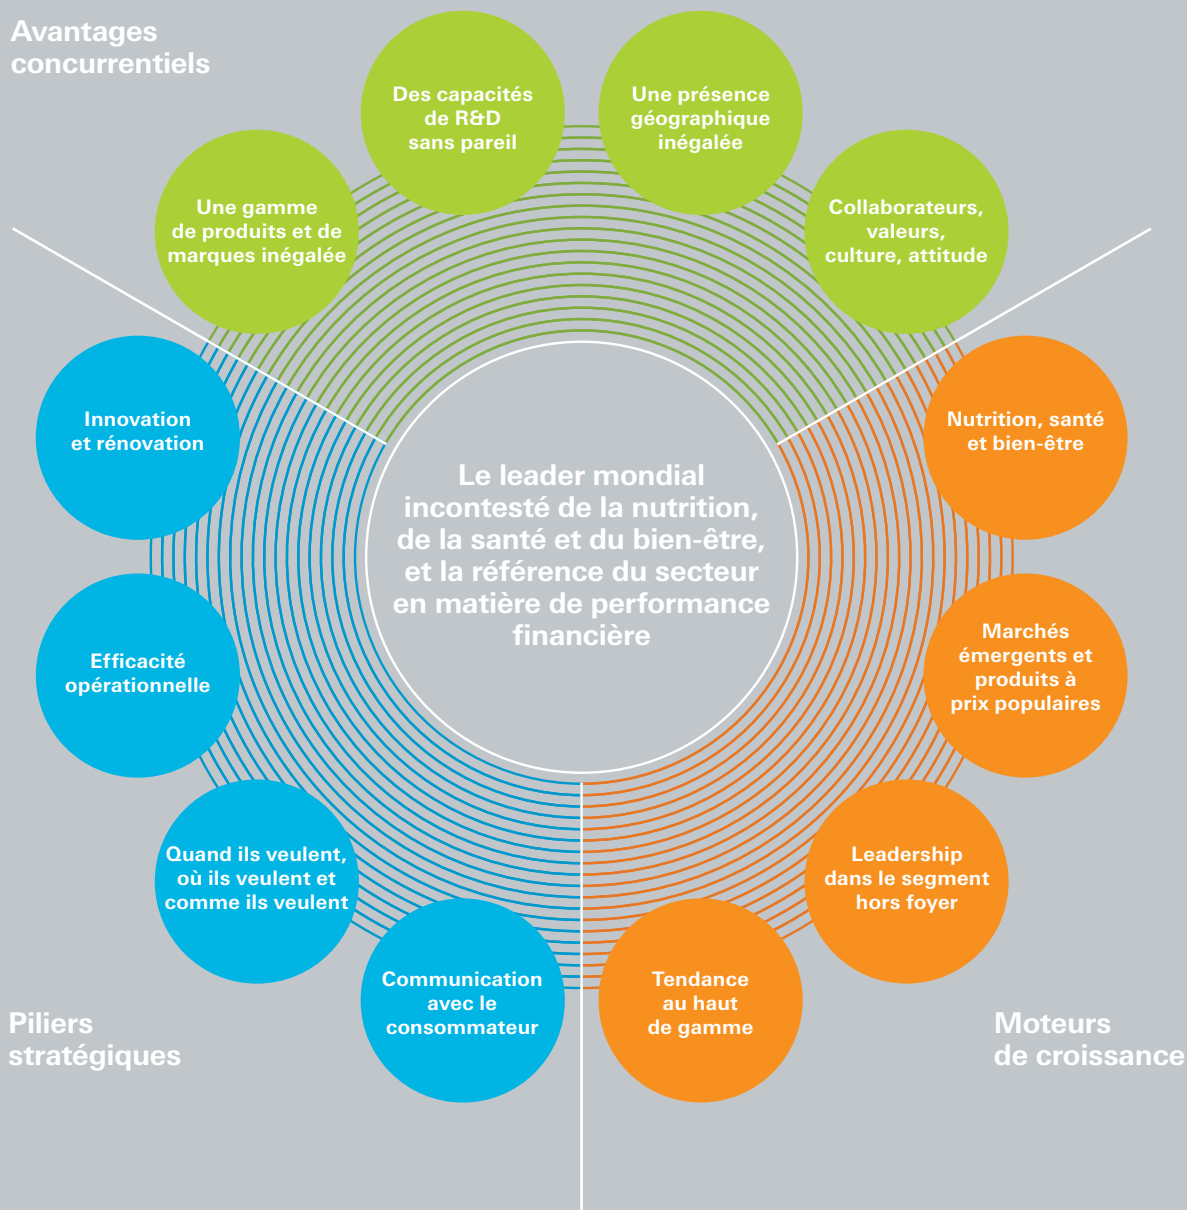 Avantages
concurrentiels
Des capacités
de R&D
sans pareil
Une présence
géographique
inégalée
Une gamme
de produits et de
marques inégalée
Collaborateurs,
valeurs,
culture, attitude
Innovation
et rénovation
Nutrition, santé
et bien-être
Le leader mondial
incontesté de la nutrition,
de la santé et du bien-être,
et la référence du secteur
en matière de performance
financière
Efficacité
opérationnelle
Marchés
émergents et
produits à
prix populaires
Quand ils veulent,
où ils veulent et
comme ils veulent
Leadership
dans le segment
hors foyer
Communication
avec le
consommateur
Tendance
au haut
de gamme
Piliers
stratégiques
Moteurs
de croissance